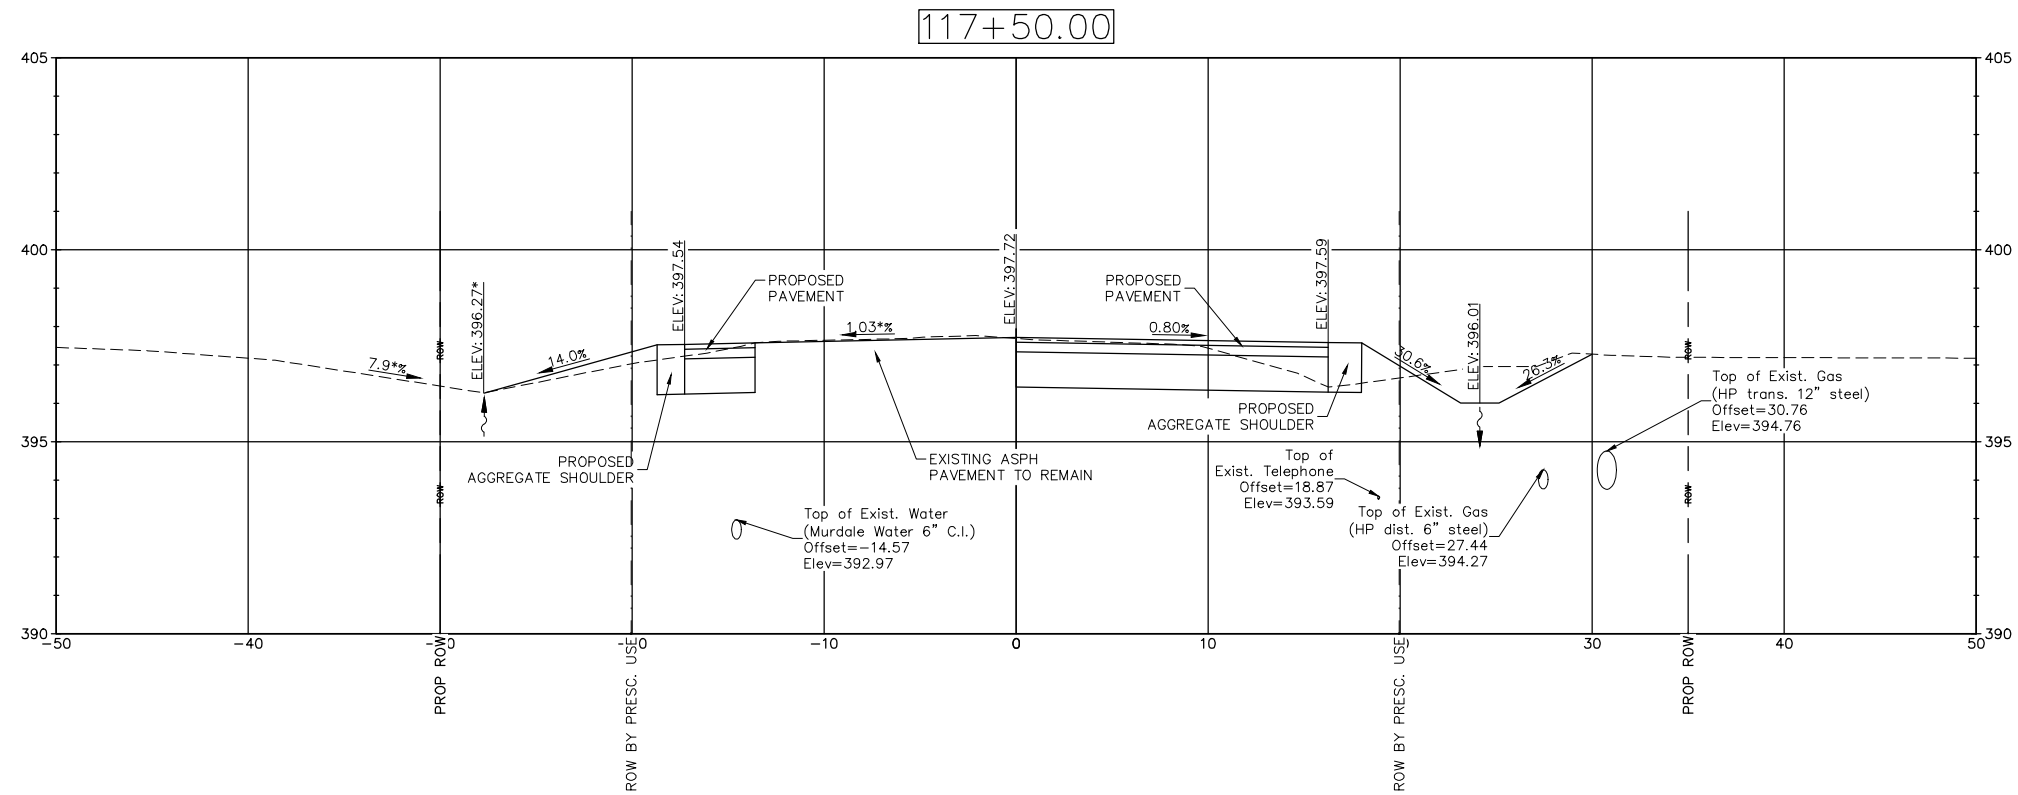 117+50.00
405
405
400
400
395
395
390
390
ELEV: 396.27*
ELEV: 397.54
ELEV: 397.72
ELEV: 397.59
ELEV: 396.01
PROPOSED
PAVEMENT
PROPOSED
PAVEMENT
7.9*%
14.0%
1.03*%
0.80%
30.6%
26.3%
ROW
ROW
ROW
ROW
PROPOSED
AGGREGATE SHOULDER
EXISTING ASPH
PAVEMENT TO REMAIN
PROPOSED
AGGREGATE SHOULDER
Top of Exist. Gas
(HP trans. 12" steel)
Offset=30.76
Elev=394.76
Top of
Exist. Telephone
Offset=18.87
Elev=393.59
Top of Exist. Water
(Murdale Water 6" C.I.)
Offset=-14.57
Elev=392.97
Top of Exist. Gas
(HP dist. 6" steel)
Offset=27.44
Elev=394.27
-50
-40
-10
0
10
30
40
50
PROP ROW
ROW BY PRESC. USE
ROW BY PRESC. USE
PROP ROW